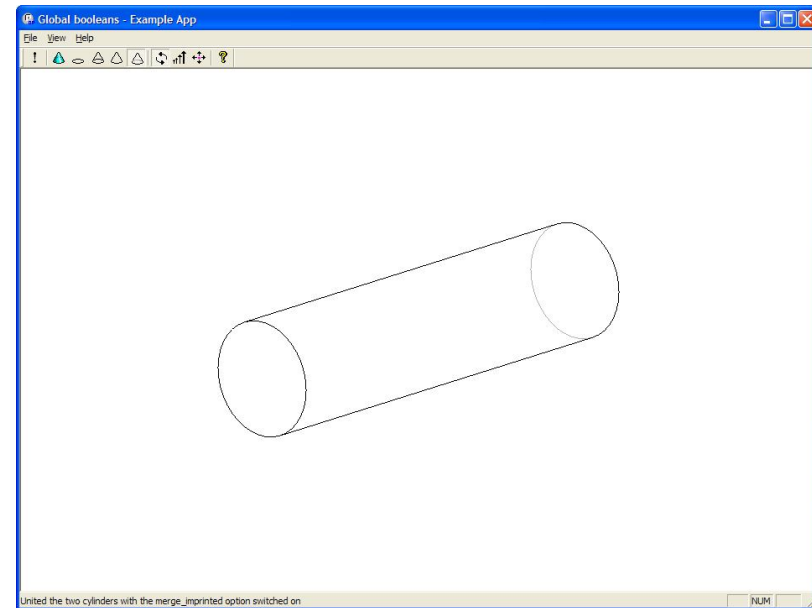 Global booleans - Example App
File View Help
United the two cylinders with the merge_imprinted option switched on
NUM